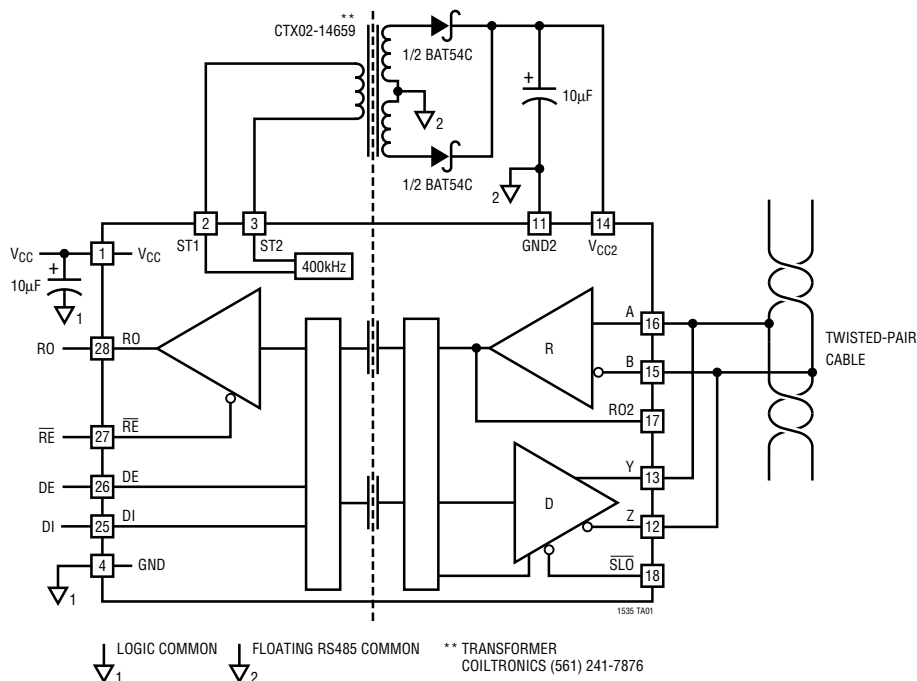 **
CTX02-14659
1/2 BAT54C
+
10µF
2
1/2 BAT54C
2
2
3
11
14
ST1
ST2
GND2
VCC2
VCC
1
VCC
400kHz
+
10µF
1
A
16
RO
28
RO
R
B
15
TWISTED-PAIR
CABLE
RO2
17
RE
27
RE
Y
13
DE
26
DE
D
DI
25
DI
Z
12
4
GND
SLO
18
1
1535 TA01
LOGIC COMMON
1
FLOATING RS485 COMMON
2
** TRANSFORMER
COILTRONICS (561) 241-7876